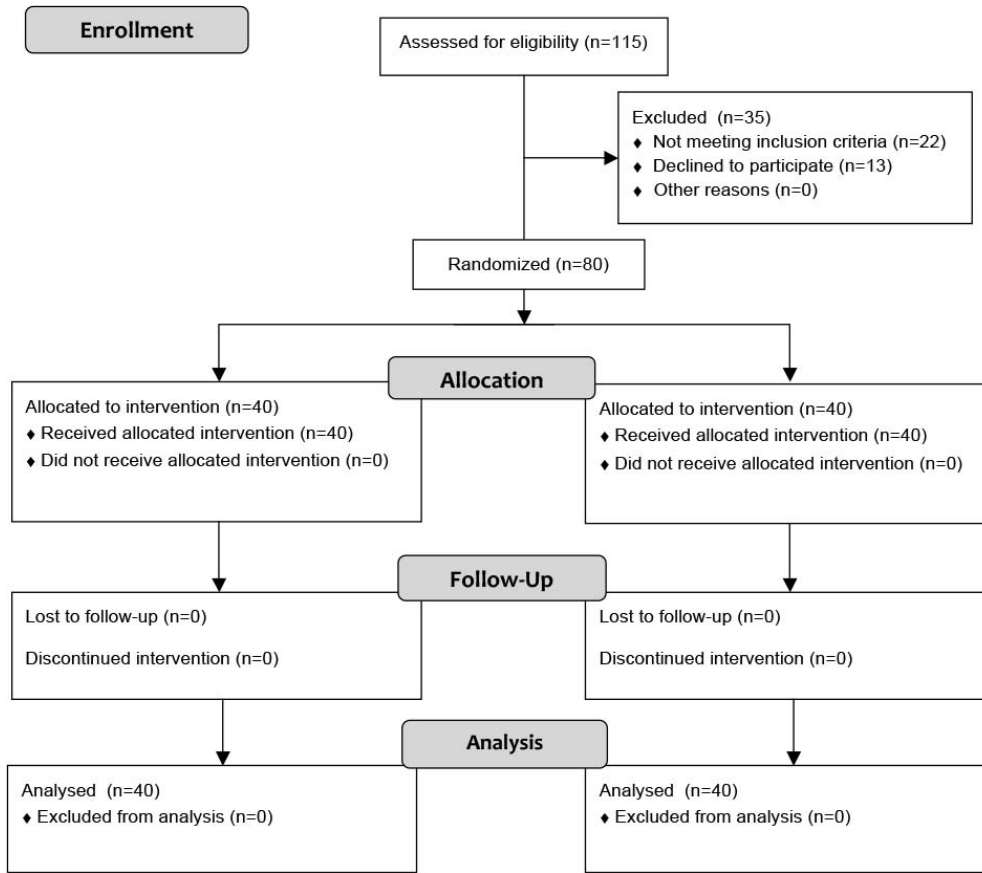 Enrollment
Assessed for eligibility (n=115)
Excluded (n=35)
♦ Not meeting inclusion criteria (n=22)
♦ Declined to participate (n=13)
♦ Other reasons (n=0)
Randomized (n=80)
Allocation
Allocated to intervention (n=40)
♦ Received allocated intervention (n=40)
♦ Did not receive allocated intervention (n=0)
Allocated to intervention (n=40)
♦ Received allocated intervention (n=40)
♦ Did not receive allocated intervention (n=0)
Follow-Up
Lost to follow-up (n=0)
Discontinued intervention (n=0)
Lost to follow-up (n=0)
Discontinued intervention (n=0)
Analysis
Analysed (n=40)
♦ Excluded from analysis (n=0)
Analysed (n=40)
♦ Excluded from analysis (n=0)